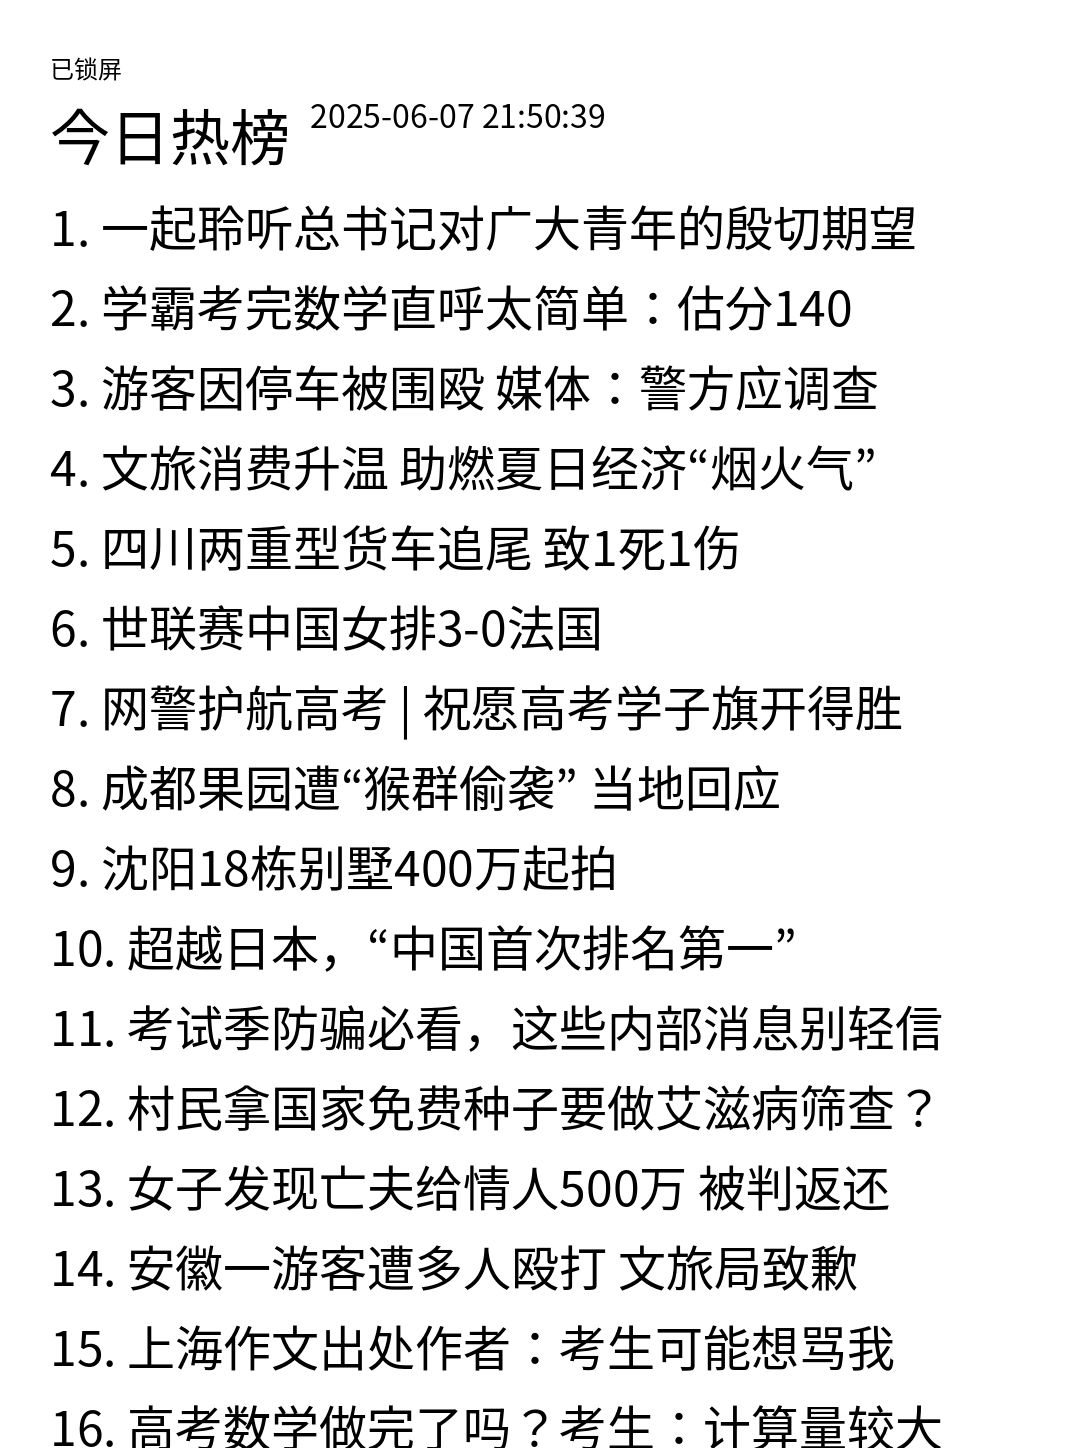 已锁屏
今日热榜 2025-06-07 21:50:39
1. 一起聆听总书记对广大青年的殷切期望
2. 学霸考完数学直呼太简单：估分140
3. 游客因停车被围殴 媒体：警方应调查
4. 文旅消费升温 助燃夏日经济“烟火气”
5. 四川两重型货车追尾 致1死1伤
6. 世联赛中国女排3-0法国
7. 网警护航高考 | 祝愿高考学子旗开得胜
8. 成都果园遭“猴群偷袭” 当地回应
9. 沈阳18栋别墅400万起拍
10. 超越日本，“中国首次排名第一”
11. 考试季防骗必看，这些内部消息别轻信
12. 村民拿国家免费种子要做艾滋病筛查？
13. 女子发现亡夫给情人500万 被判返还
14. 安徽一游客遭多人殴打 文旅局致歉
15. 上海作文出处作者：考生可能想骂我
16. 高考数学做完了吗？考生：计算量较大